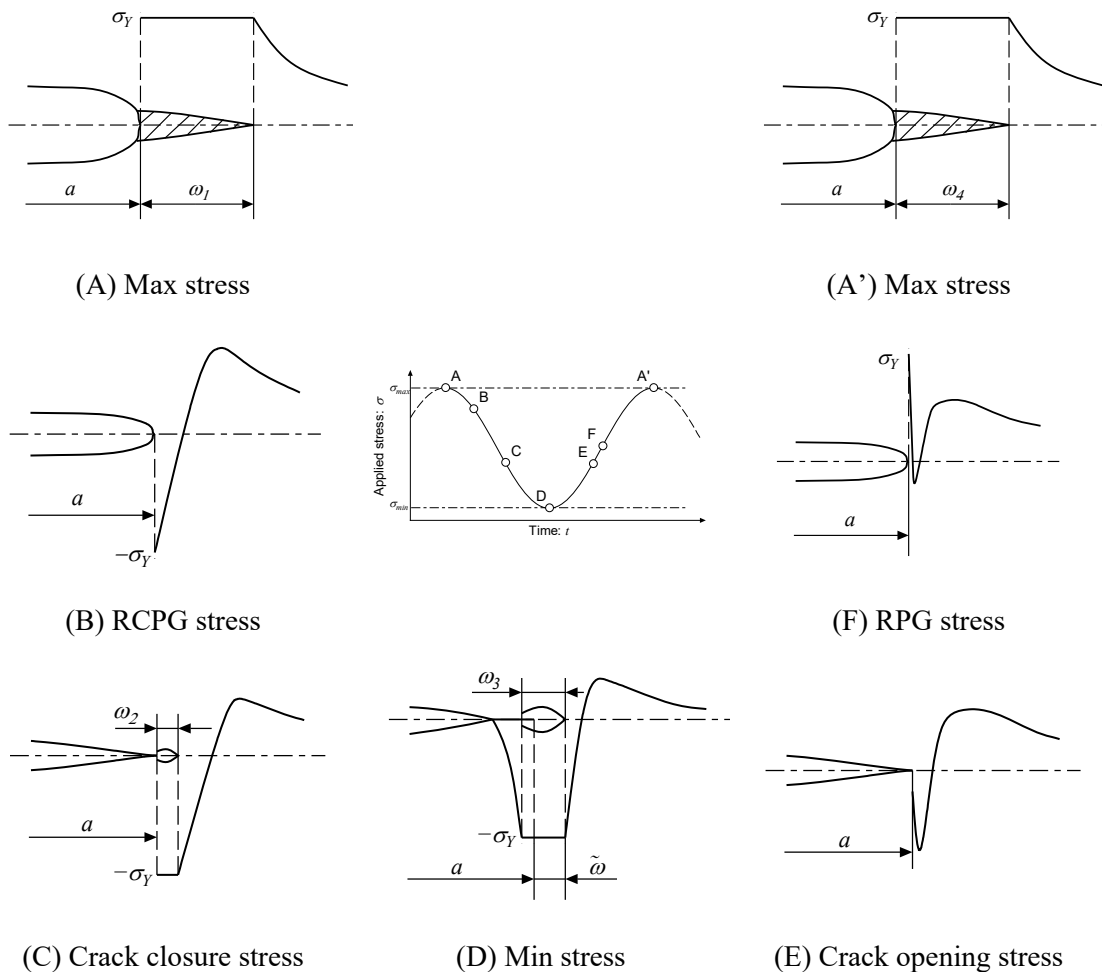 σY
σY
a
ω1
a
ω4
(A) Max stress
(A’) Max stress
a
−σY
σmax
σmin
Applied stress: σ
Time: t
A
B
C
D
E
F
A'
σY
a
(B) RCPG stress
(F) RPG stress
ω2
a
−σY
ω3
−σY
a
ω̃
a
(C) Crack closure stress
(D) Min stress
(E) Crack opening stress